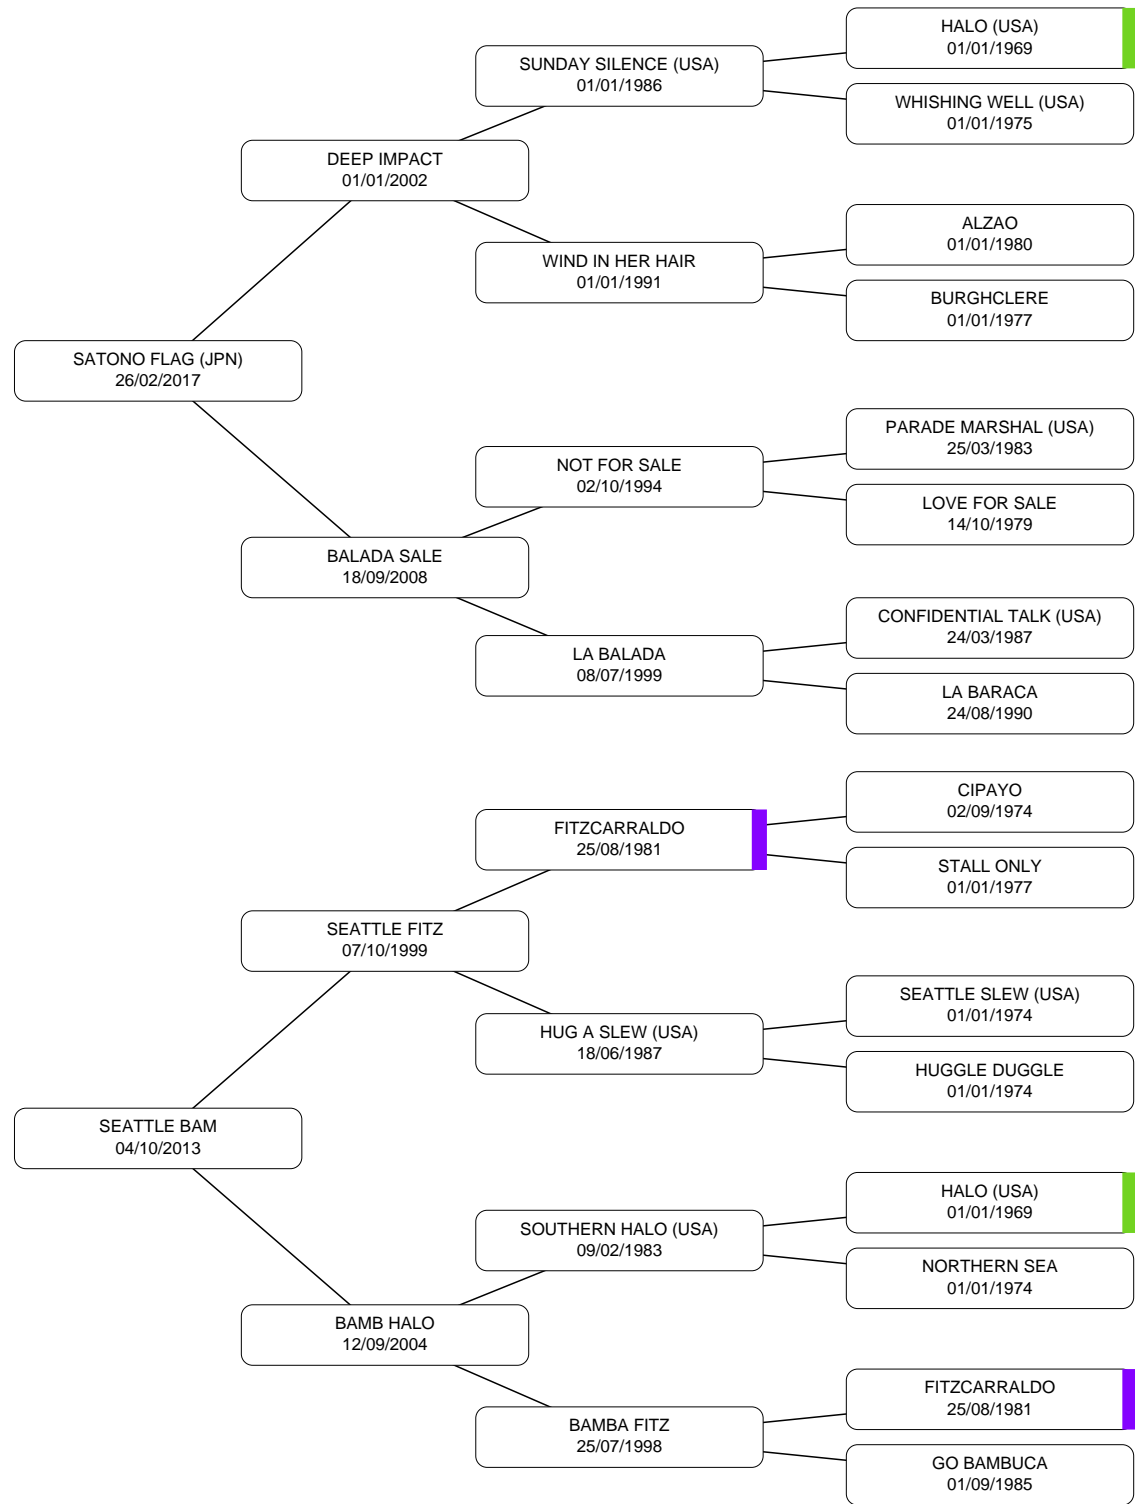 HALO (USA)
01/01/1969
SUNDAY SILENCE (USA)
01/01/1986
WHISHING WELL (USA)
01/01/1975
DEEP IMPACT
01/01/2002
ALZAO
01/01/1980
WIND IN HER HAIR
01/01/1991
BURGHCLERE
01/01/1977
SATONO FLAG (JPN)
26/02/2017
PARADE MARSHAL (USA)
25/03/1983
NOT FOR SALE
02/10/1994
LOVE FOR SALE
14/10/1979
BALADA SALE
18/09/2008
CONFIDENTIAL TALK (USA)
24/03/1987
LA BALADA
08/07/1999
LA BARACA
24/08/1990
CIPAYO
02/09/1974
FITZCARRALDO
25/08/1981
STALL ONLY
01/01/1977
SEATTLE FITZ
07/10/1999
SEATTLE SLEW (USA)
01/01/1974
HUG A SLEW (USA)
18/06/1987
HUGGLE DUGGLE
01/01/1974
SEATTLE BAM
04/10/2013
HALO (USA)
01/01/1969
SOUTHERN HALO (USA)
09/02/1983
NORTHERN SEA
01/01/1974
BAMB HALO
12/09/2004
FITZCARRALDO
25/08/1981
BAMBA FITZ
25/07/1998
GO BAMBUCA
01/09/1985